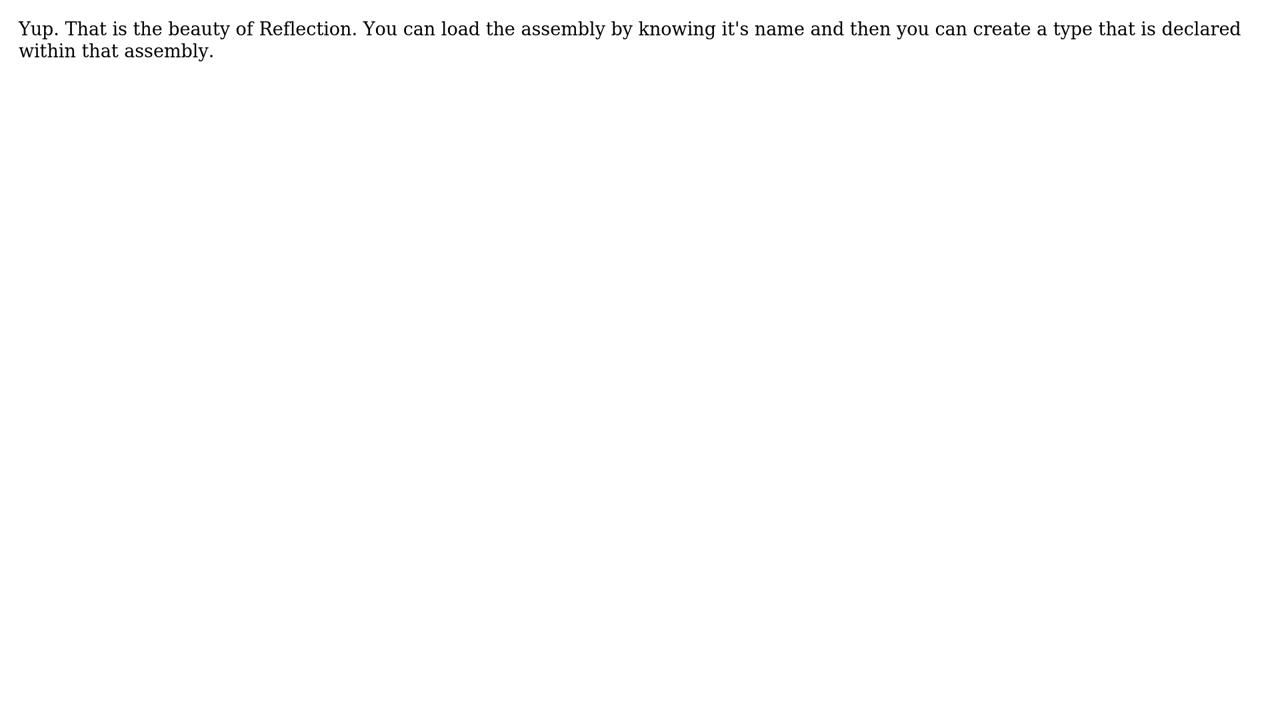 Yup. That is the beauty of Reflection. You can load the assembly by knowing it's name and then you can create a type that is declared
within that assembly.